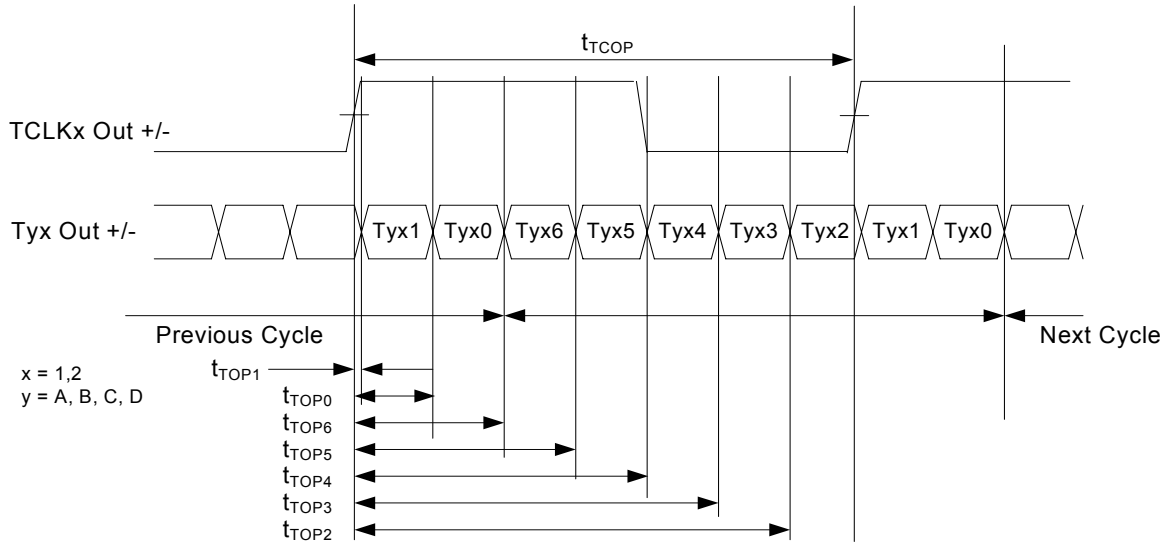 tTCOP
TCLKx Out +/-
Tyx Out +/-
Tyx1 Tyx0 Tyx6 Tyx5 Tyx4 Tyx3 Tyx2 Tyx1 Tyx0
Previous Cycle
Next Cycle
x = 1,2
y = A, B, C, D
tTOP1
tTOP0
tTOP6
tTOP5
tTOP4
tTOP3
tTOP2